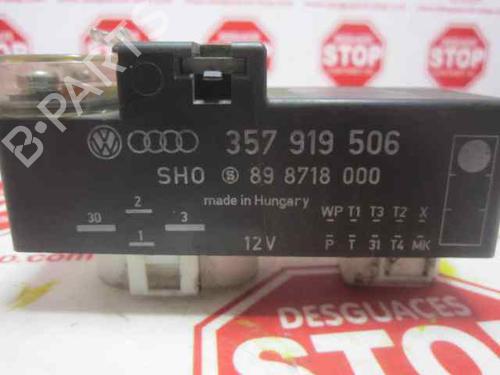 STOP
STOP
STOP
B-PARTS
357 919 506
SHO Ⓢ 89 8718 000
made in Hungary
WP T1 T3 T2 X
2
30 3
1
12V
P T 31 T4 MK
DESGUACES
STOP